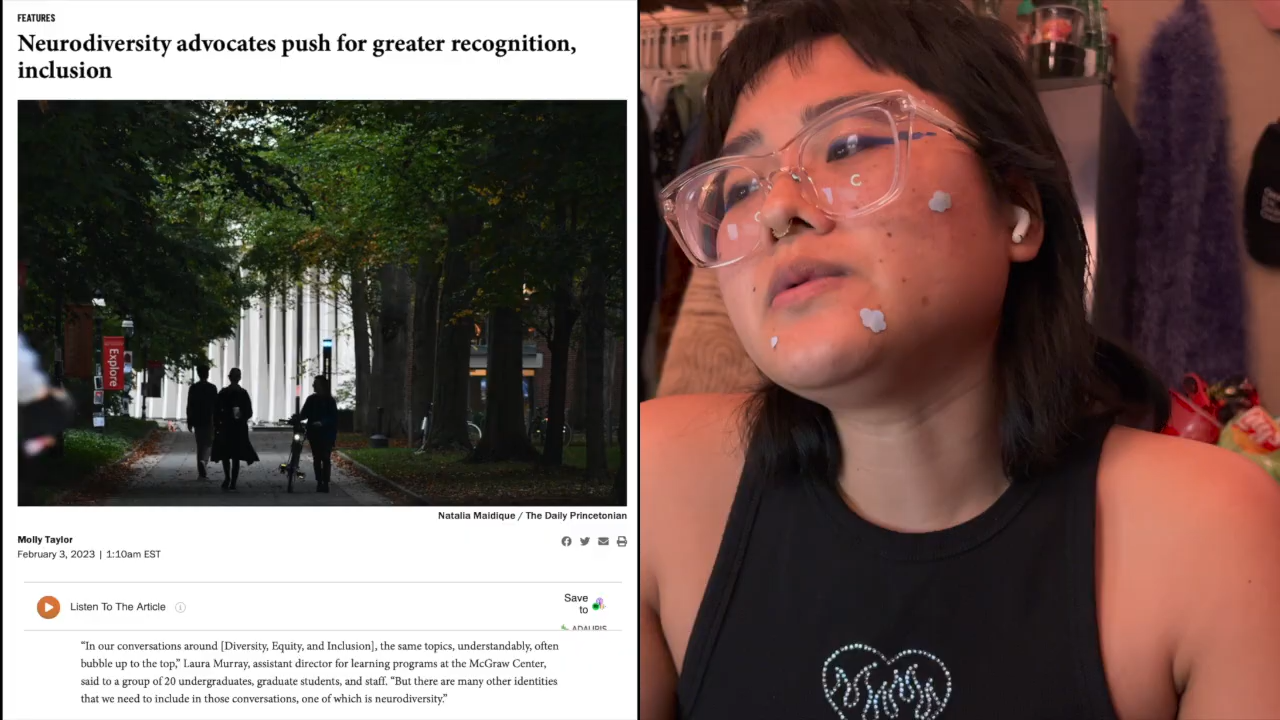 FEATURES
Neurodiversity advocates push for greater recognition,
inclusion
Explore
Natalia Maidique / The Daily Princetonian
Molly Taylor
February 3, 2023 | 1:10am EST
Listen To The Article
Save
to
ADAURIS
“In our conversations around [Diversity, Equity, and Inclusion], the same topics, understandably, often
bubble up to the top,” Laura Murray, assistant director for learning programs at the McGraw Center,
said to a group of 20 undergraduates, graduate students, and staff. “But there are many other identities
that we need to include in those conversations, one of which is neurodiversity.”